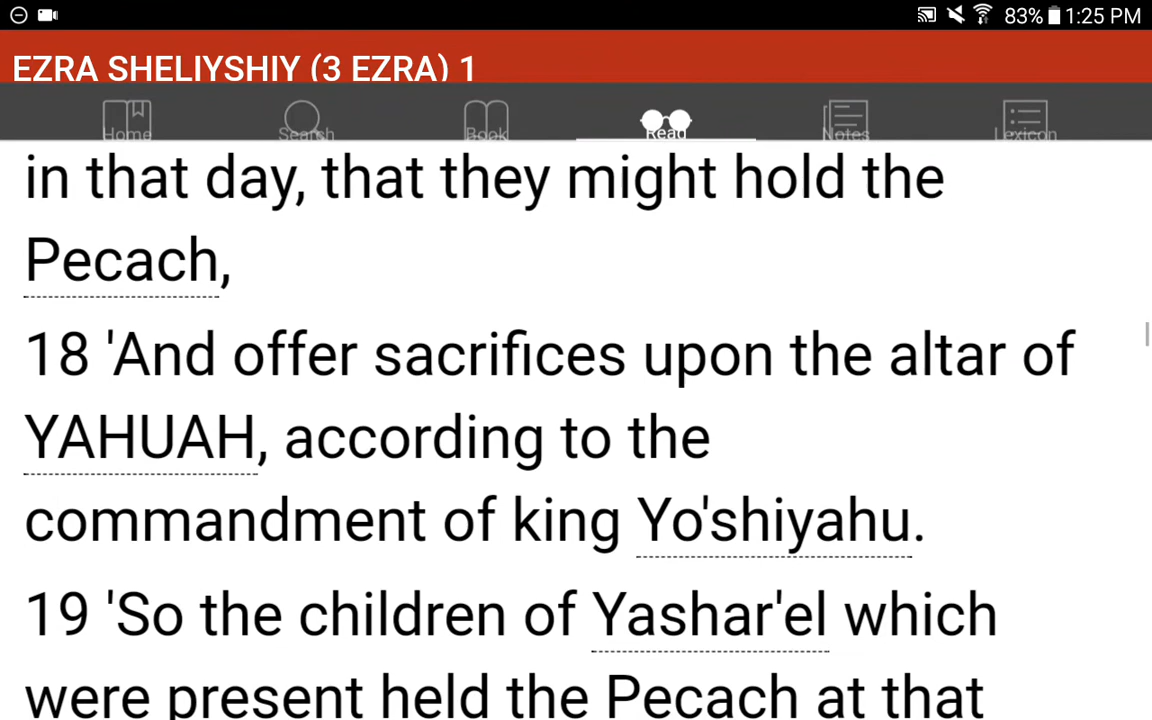 83% 1:25 PM
EZRA SHELIYSHIY (3 EZRA) 1
Home Search Book Read Notes Lexicon
in that day, that they might hold the
Pecach,
18 'And offer sacrifices upon the altar of
YAHUAH, according to the
commandment of king Yo'shiyahu.
19 'So the children of Yashar'el which
were present held the Pecach at that